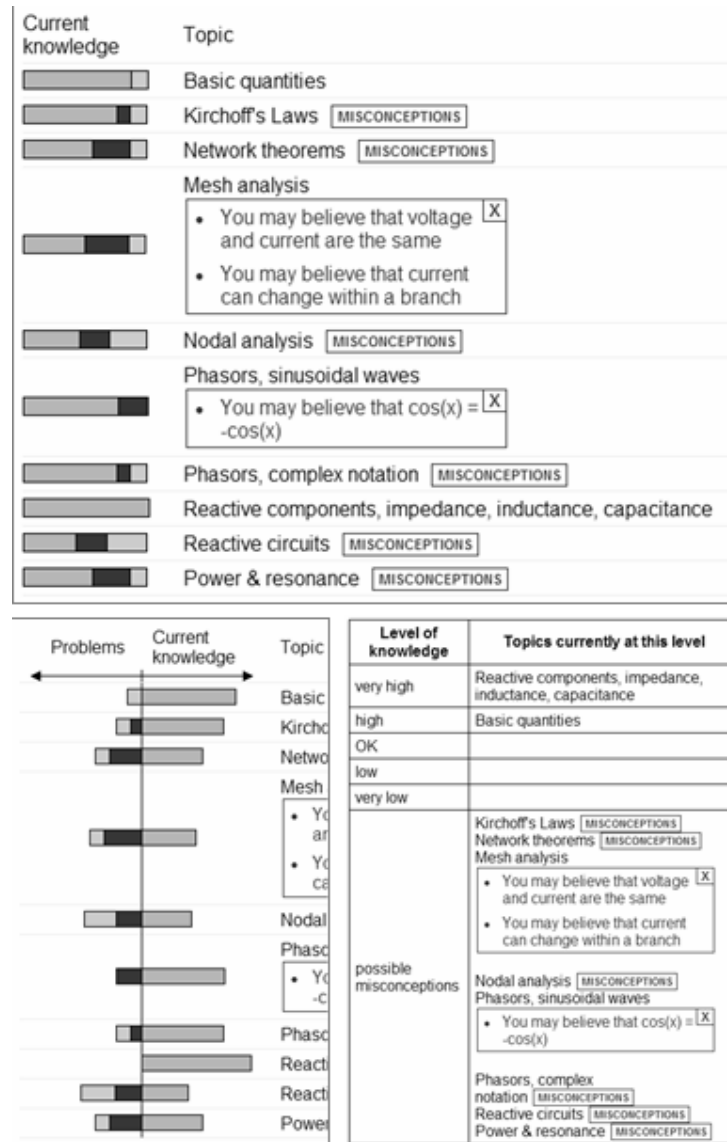 Current
knowledge
Topic
Basic quantities
Kirchoff's Laws MISCONCEPTIONS
Network theorems MISCONCEPTIONS
Mesh analysis
• You may believe that voltage X
and current are the same
• You may believe that current
can change within a branch
Nodal analysis MISCONCEPTIONS
Phasors, sinusoidal waves
• You may believe that cos(x) = X
-cos(x)
Phasors, complex notation MISCONCEPTIONS
Reactive components, impedance, inductance, capacitance
Reactive circuits MISCONCEPTIONS
Power & resonance MISCONCEPTIONS
Problems
Current
knowledge
Topic
Basic
Kircho
Netwo
Mesh
• Yo
ar
• Yo
ca
Nodal
Phaso
• Yo
-c
Phaso
Reacti
Reacti
Power
Level of
knowledge
Topics currently at this level
very high
Reactive components, impedance,
inductance, capacitance
high
Basic quantities
OK
low
very low
possible
misconceptions
Kirchoff's Laws MISCONCEPTIONS
Network theorems MISCONCEPTIONS
Mesh analysis
• You may believe that voltage X
and current are the same
• You may believe that current
can change within a branch
Nodal analysis MISCONCEPTIONS
Phasors, sinusoidal waves
• You may believe that cos(x) = X
-cos(x)
Phasors, complex
notation MISCONCEPTIONS
Reactive circuits MISCONCEPTIONS
Power & resonance MISCONCEPTIONS